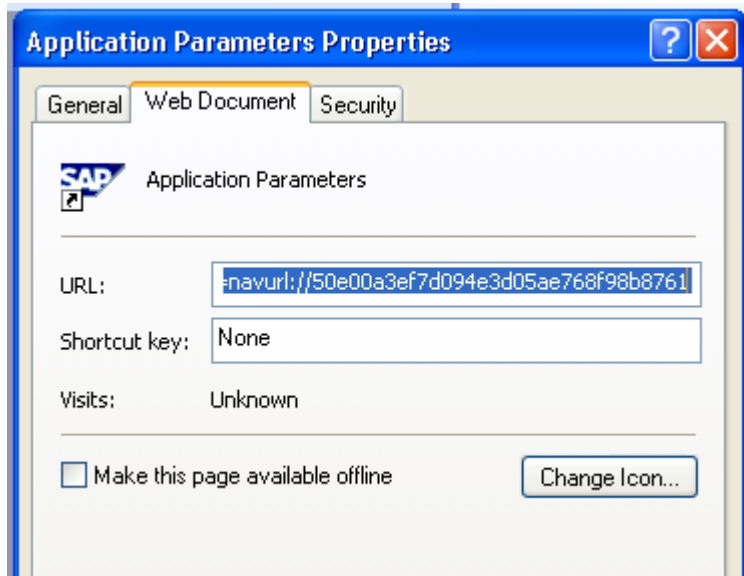 Application Parameters Properties
General Web Document Security
SAP Application Parameters
URL: =navurl://50e00a3ef7d094e3d05ae768f98b8761
Shortcut key: None
Visits: Unknown
Make this page available offline Change Icon...